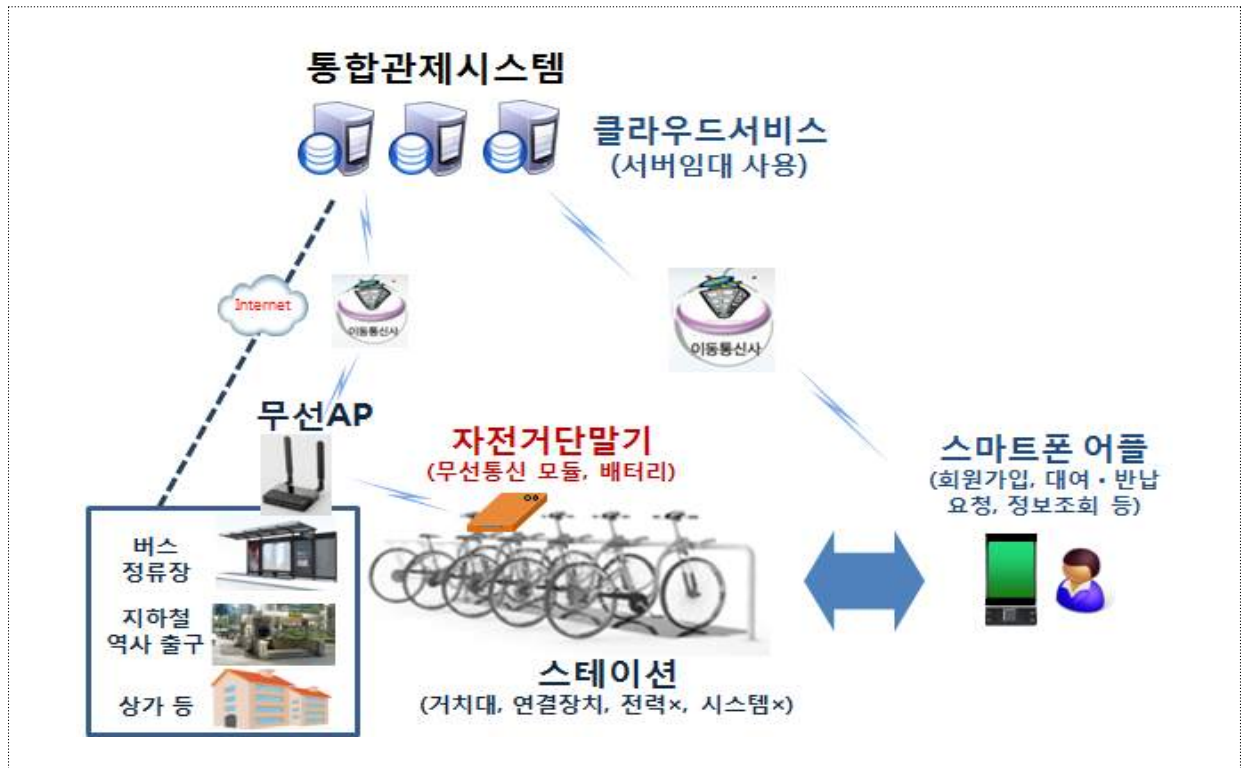 통합관제시스템
클라우드서비스
(서버임대 사용)
Internet
이동통신사
이동통신사
무선AP
자전거단말기
(무선통신 모듈, 배터리)
스마트폰 어플
(회원가입, 대여·반납
요청, 정보조회 등)
버스
정류장
지하철
역사 출구
상가 등
스테이션
(거치대, 연결장치, 전력×, 시스템×)